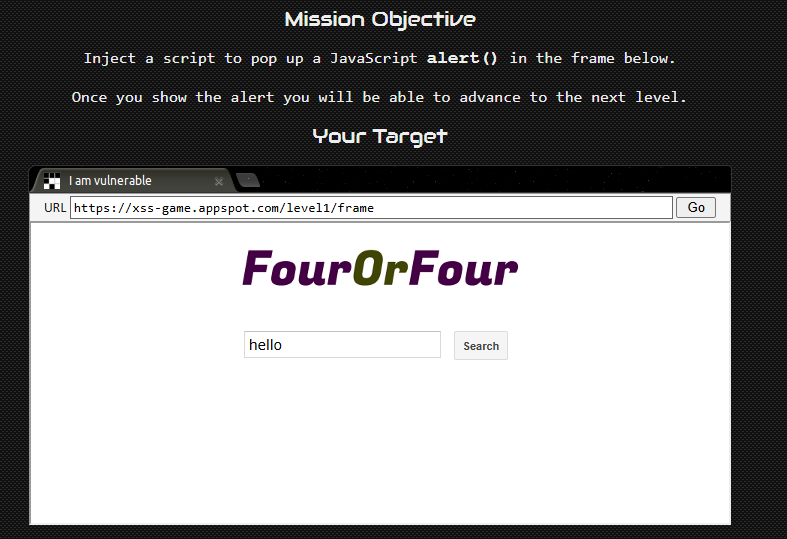 Mission Objective
Inject a script to pop up a JavaScript alert() in the frame below.
Once you show the alert you will be able to advance to the next level.
Your Target
I am vulnerable
URL https://xss-game.appspot.com/level1/frame Go
FourOrFour
hello Search